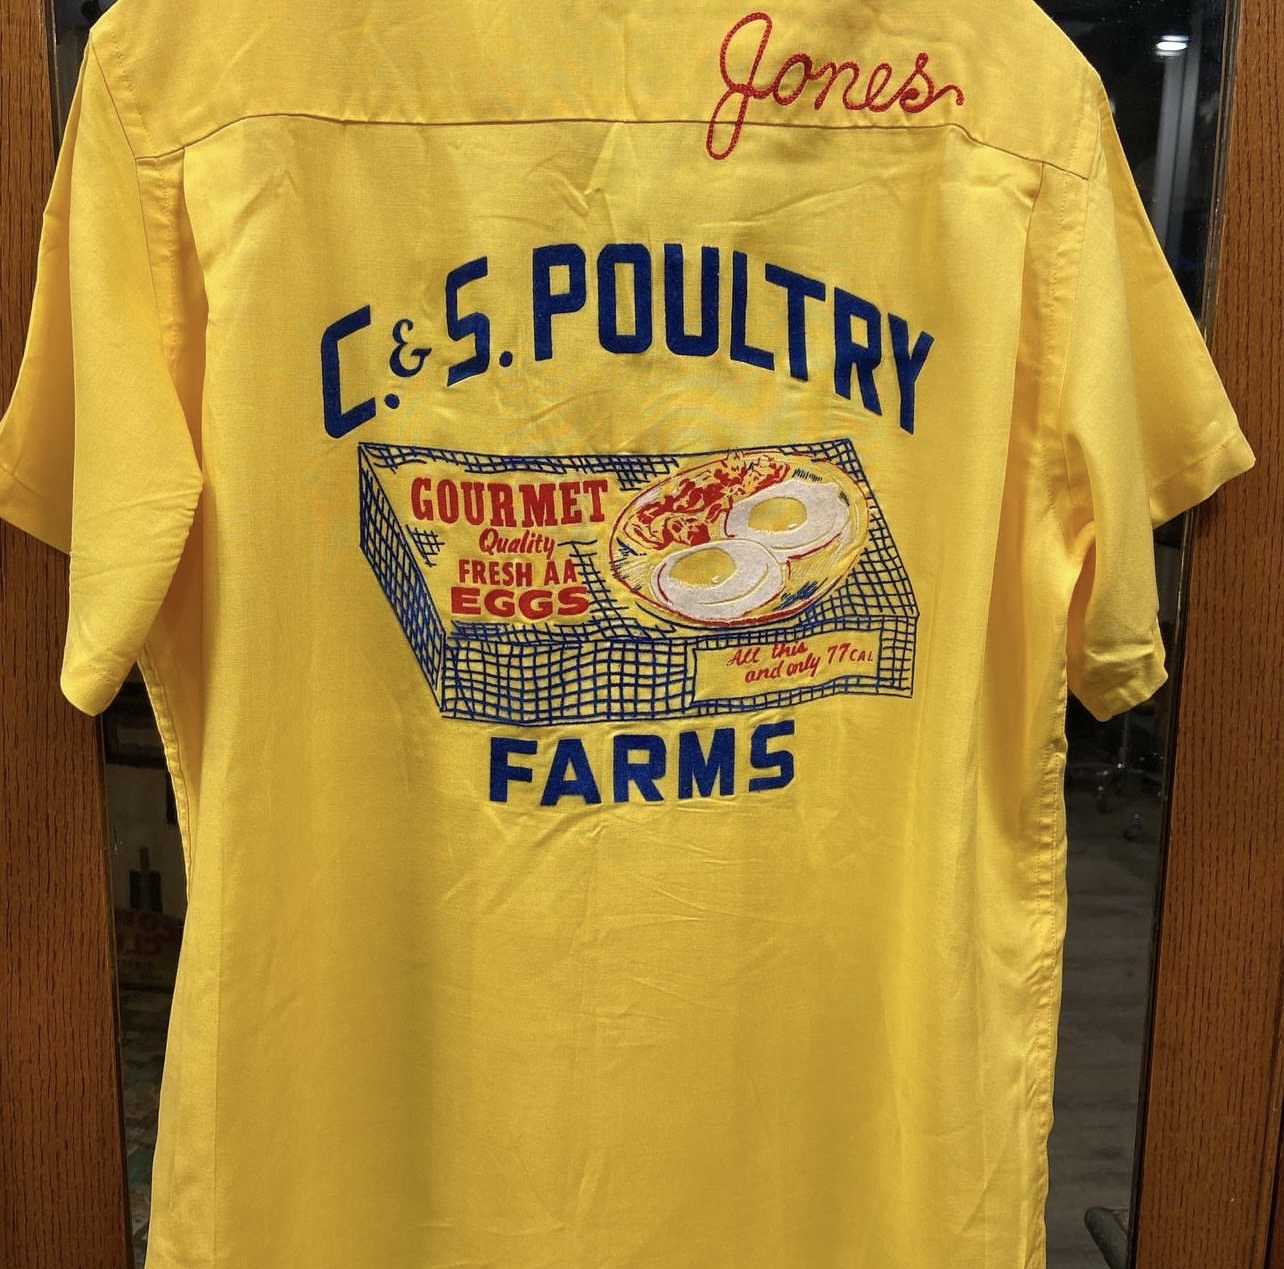 Jones
C. & S. POULTRY
GOURMET
Quality
FRESH AA
EGGS
All this
and only 77 CAL
FARMS